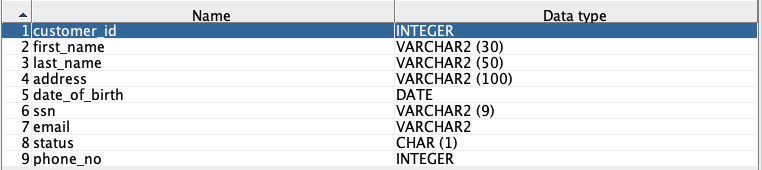 Name Data type
1 customer_id INTEGER
2 first_name VARCHAR2 (30)
3 last_name VARCHAR2 (50)
4 address VARCHAR2 (100)
5 date_of_birth DATE
6 ssn VARCHAR2 (9)
7 email VARCHAR2
8 status CHAR (1)
9 phone_no INTEGER